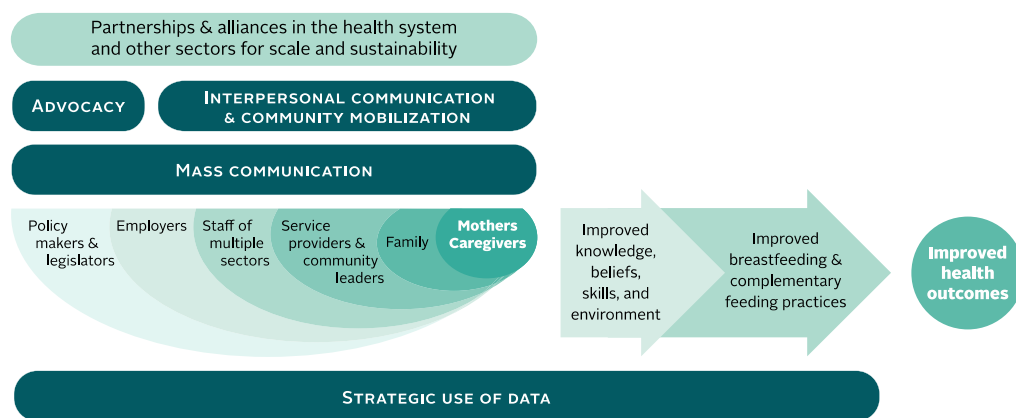 Partnerships & alliances in the health system
and other sectors for scale and sustainability
ADVOCACY
INTERPERSONAL COMMUNICATION
& COMMUNITY MOBILIZATION
MASS COMMUNICATION
Policy
makers &
legislators
Employers
Staff of
multiple
sectors
Service
providers &
community
leaders
Family
Mothers
Caregivers
Improved
knowledge,
beliefs,
skills, and
environment
Improved
breastfeeding &
complementary
feeding practices
Improved
health
outcomes
STRATEGIC USE OF DATA